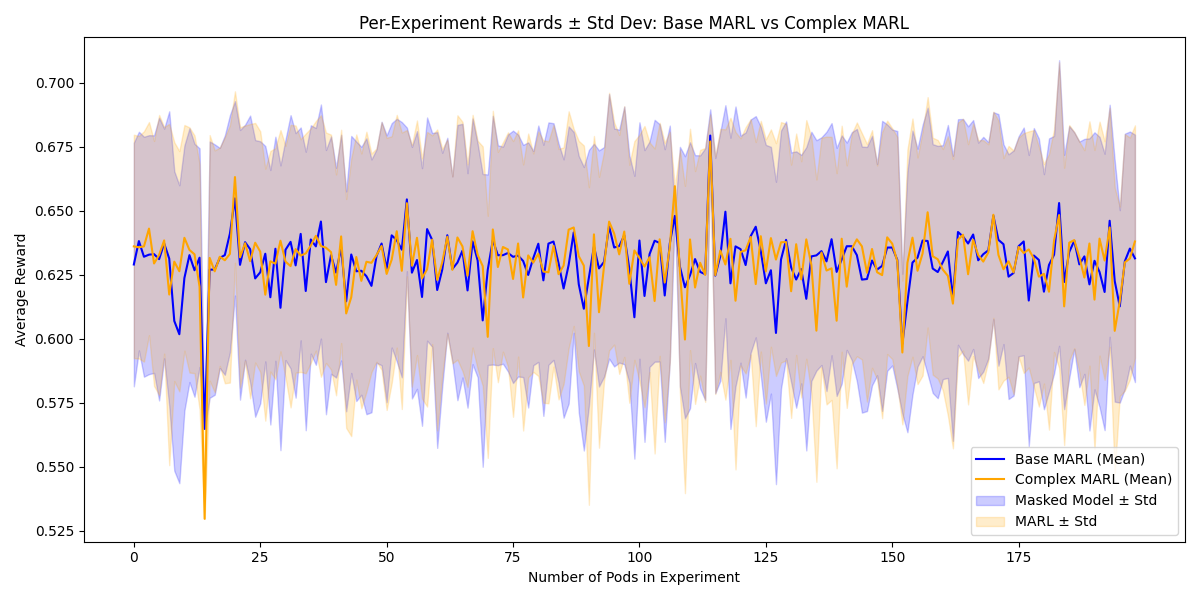 Per-Experiment Rewards ± Std Dev: Base MARL vs Complex MARL
Average Reward
0.700
0.675
0.650
0.625
0.600
0.575
0.550
0.525
Base MARL (Mean)
Complex MARL (Mean)
Masked Model ± Std
MARL ± Std
0 25 50 75 100 125 150 175
Number of Pods in Experiment